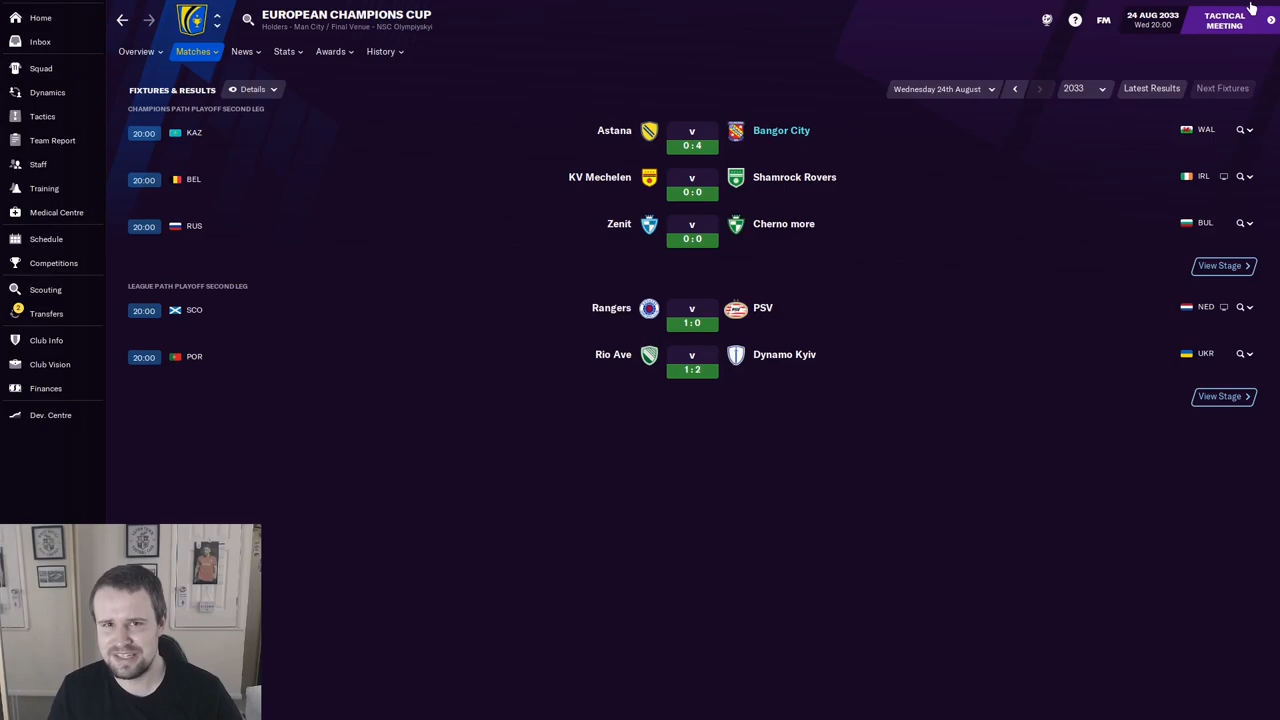 Home
Inbox
Squad
Dynamics
Tactics
Team Report
Staff
Training
Medical Centre
Schedule
Competitions
Scouting
2
Transfers
Club Info
Club Vision
Finances
Dev. Centre
EUROPEAN CHAMPIONS CUP
Holders - Man City / Final Venue - NSC Olympiyskyi
FM
24 AUG 2033
Wed 20:00
TACTICAL
MEETING
Overview Matches News Stats Awards History
FIXTURES & RESULTS Details Wednesday 24th August 2033 Latest Results Next Fixtures
CHAMPIONS PATH PLAYOFF SECOND LEG
20:00 KAZ Astana v Bangor City WAL
0 : 4
20:00 BEL KV Mechelen v Shamrock Rovers IRL
0 : 0
20:00 RUS Zenit v Cherno more BUL
0 : 0
View Stage
LEAGUE PATH PLAYOFF SECOND LEG
20:00 SCO Rangers v PSV NED
1 : 0
20:00 POR Rio Ave v Dynamo Kyiv UKR
1 : 2
View Stage